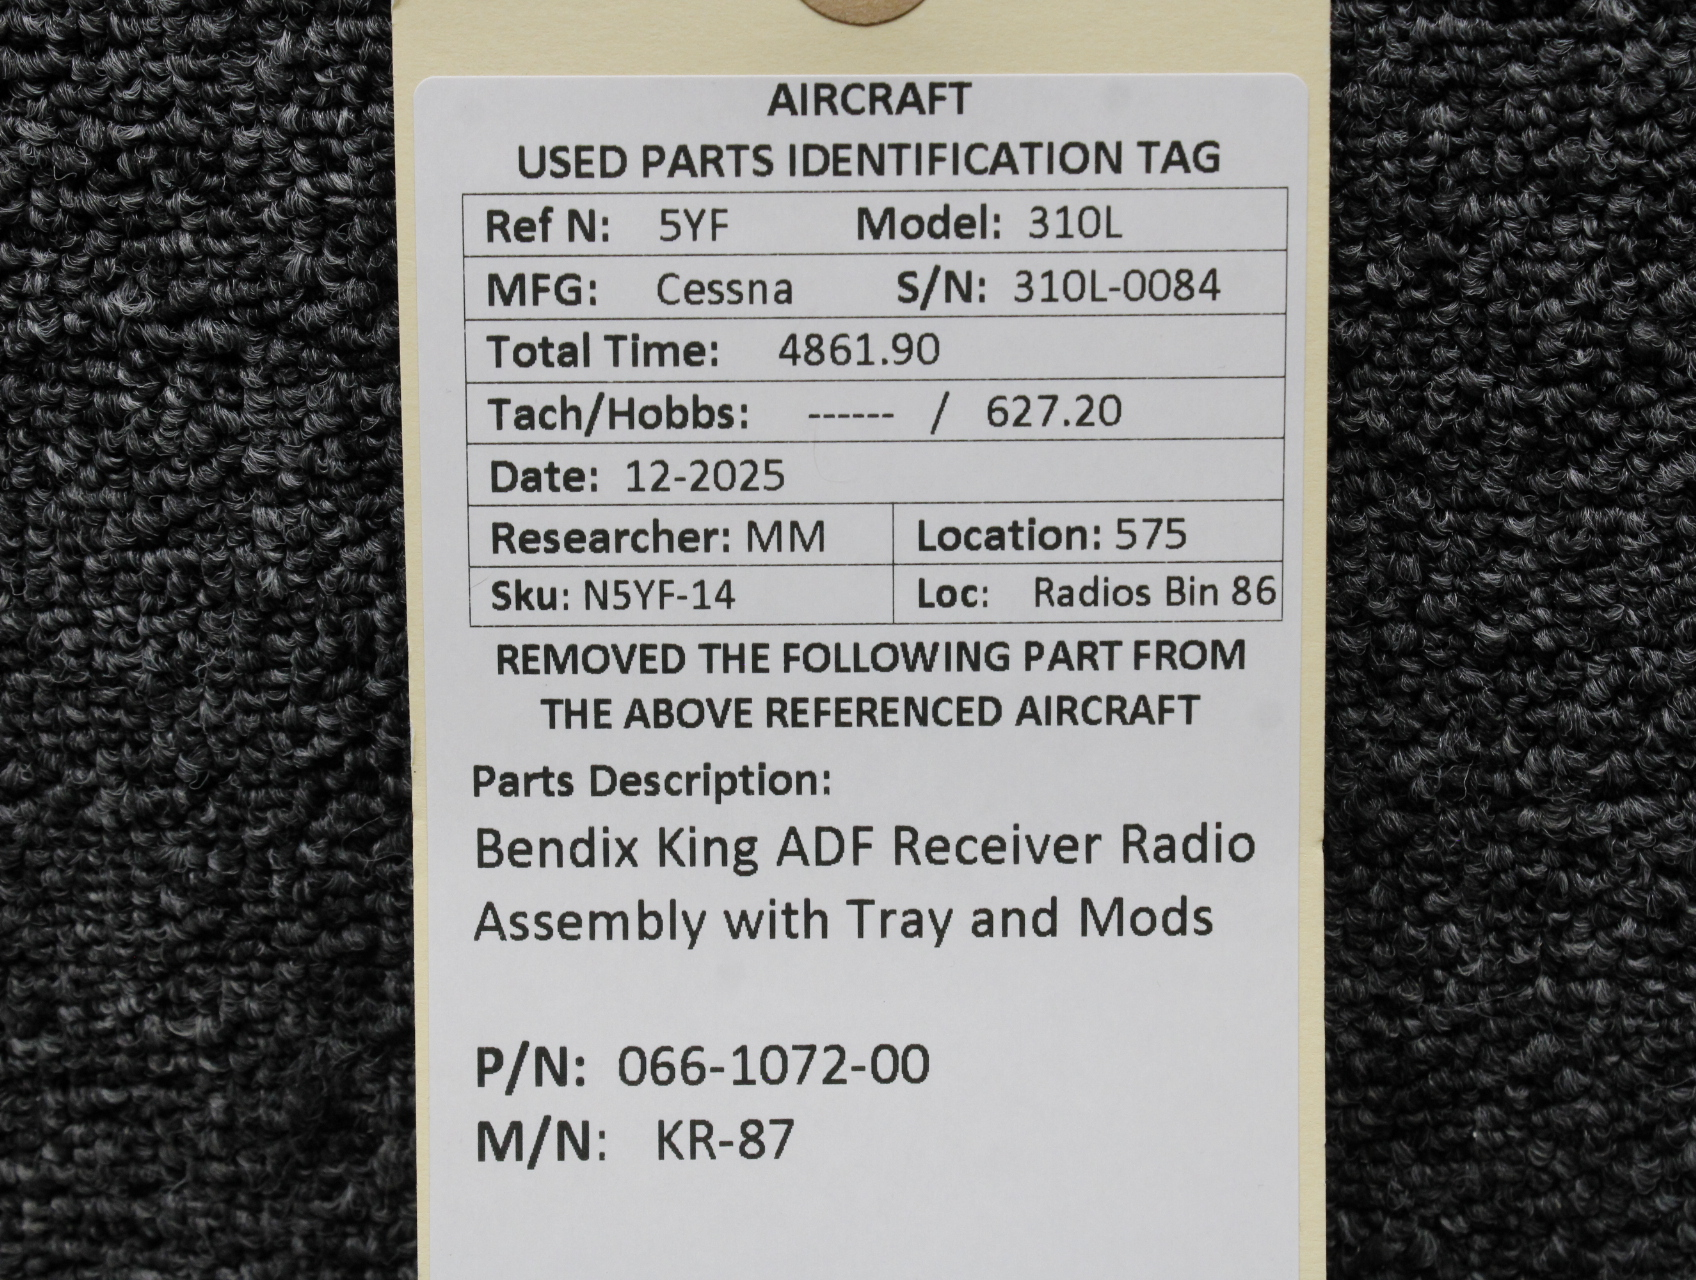 AIRCRAFT
USED PARTS IDENTIFICATION TAG
Ref N: 5YF Model: 310L
MFG: Cessna S/N: 310L-0084
Total Time: 4861.90
Tach/Hobbs: ------ / 627.20
Date: 12-2025
Researcher: MM Location: 575
Sku: N5YF-14 Loc: Radios Bin 86
REMOVED THE FOLLOWING PART FROM
THE ABOVE REFERENCED AIRCRAFT
Parts Description:
Bendix King ADF Receiver Radio
Assembly with Tray and Mods
P/N: 066-1072-00
M/N: KR-87